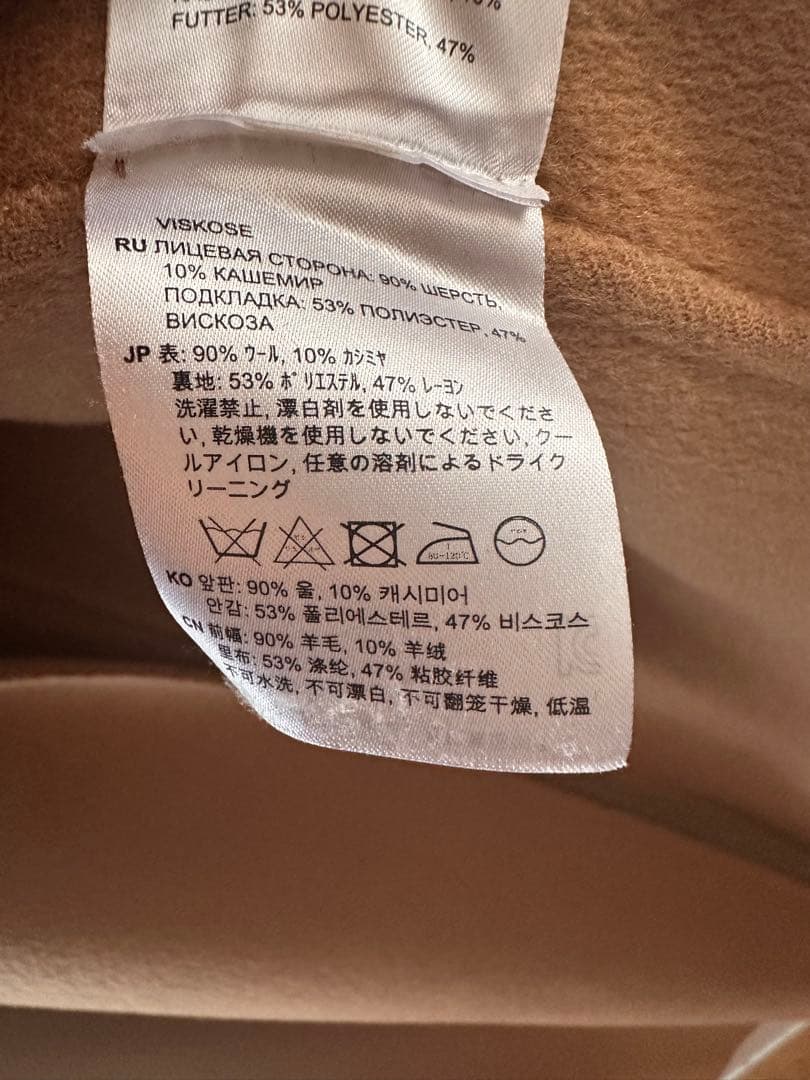 FUTTER: 53% POLYESTER, 47%
VISKOSE
RU ЛИЦЕВАЯ СТОРОНА: 90% ШЕРСТЬ,
10% КАШЕМИР
ПОДКЛАДКА: 53% ПОЛИЭСТЕР, 47%
ВИСКОЗА
JP 表: 90% ｳｰﾙ, 10% ｶｼﾐﾔ
裏地: 53% ﾎﾟﾘｴｽﾃﾙ, 47% ﾚｰﾖﾝ
洗濯禁止, 漂白剤を使用しないでくださ
い, 乾燥機を使用しないでください, クー
ルアイロン, 任意の溶剤によるドライク
リーニング
80-120℃
KO 앞판: 90% 울, 10% 캐시미어
안감: 53% 폴리에스테르, 47% 비스코스
CN 前幅: 90% 羊毛, 10% 羊绒
里布: 53% 涤纶, 47% 粘胶纤维
不可水洗, 不可漂白, 不可翻笼干燥, 低温